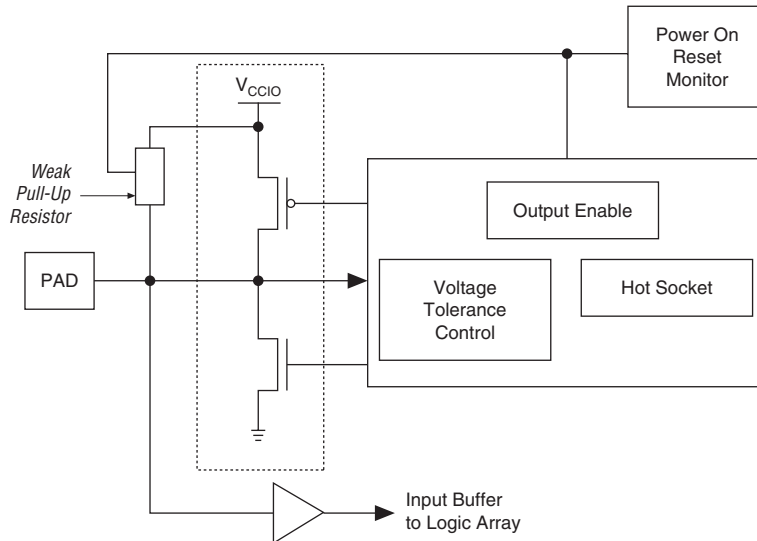 Power On
Reset
Monitor
V_CCIO
Weak
Pull-Up
Resistor
Output Enable
PAD
Voltage
Tolerance
Control
Hot Socket
Input Buffer
to Logic Array